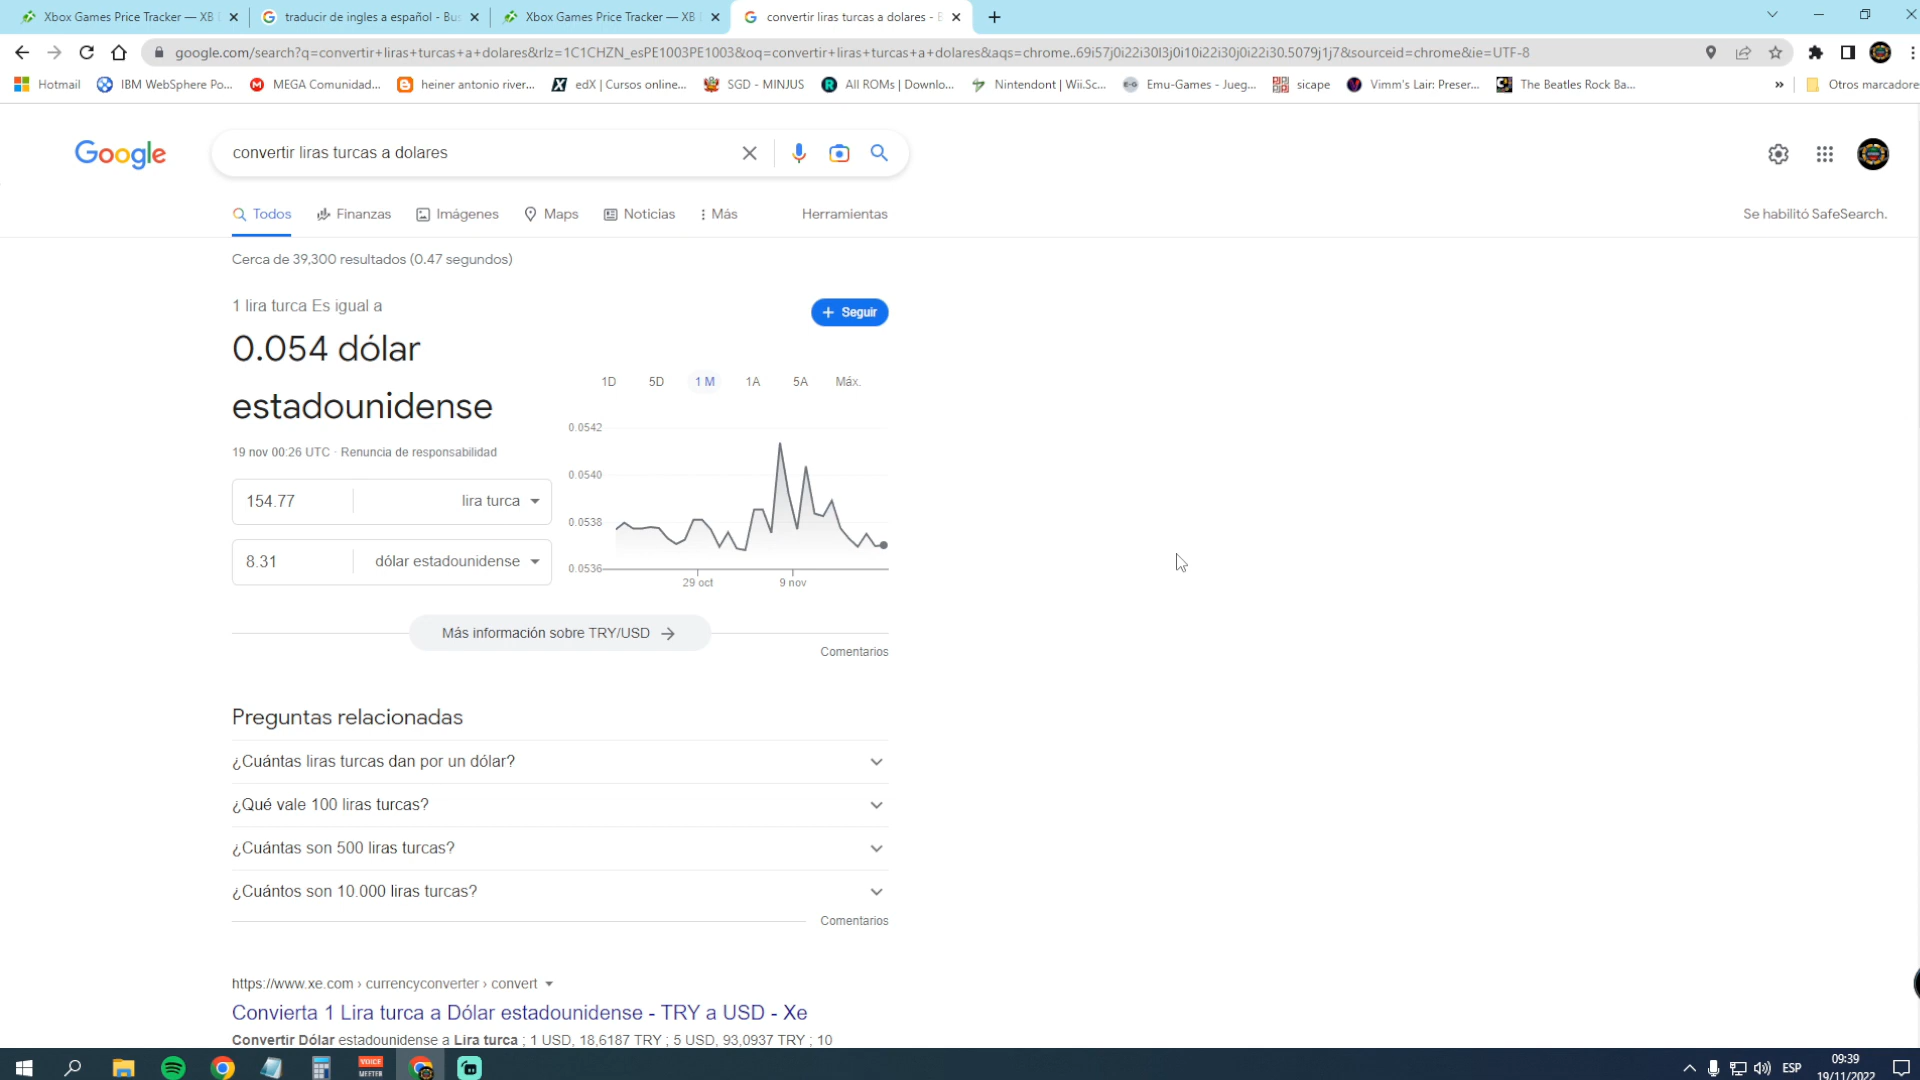 Xbox Games Price Tracker — XB
traducir de ingles a español - Bus
Xbox Games Price Tracker — XB
convertir liras turcas a dolares -
google.com/search?q=convertir+liras+turcas+a+dolares&rlz=1C1CHZN_esPE1003PE1003&oq=convertir+liras+turcas+a+dolares&aqs=chrome..69i57j0i22i30l3j0i10i22i30j0i22i30.5079j1j7&sourceid=chrome&ie=UTF-8
Hotmail
IBM WebSphere Po...
MEGA Comunidad...
heiner antonio river...
edX | Cursos online...
SGD - MINJUS
All ROMs | Downlo...
Nintendont | Wii.Sc...
Emu-Games - Jueg...
sicape
Vimm's Lair: Preser...
The Beatles Rock Ba...
»
Otros marcadores
Google
convertir liras turcas a dolares
Todos
Finanzas
Imágenes
Maps
Noticias
Más
Herramientas
Se habilitó SafeSearch.
Cerca de 39,300 resultados (0.47 segundos)
1 lira turca Es igual a
0.054 dólar
estadounidense
19 nov 00:26 UTC · Renuncia de responsabilidad
154.77
lira turca
8.31
dólar estadounidense
+ Seguir
1D
5D
1 M
1A
5A
Máx.
0.0542
0.0540
0.0538
0.0536
29 oct
9 nov
Más información sobre TRY/USD
Comentarios
Preguntas relacionadas
¿Cuántas liras turcas dan por un dólar?
¿Qué vale 100 liras turcas?
¿Cuántas son 500 liras turcas?
¿Cuántos son 10.000 liras turcas?
Comentarios
https://www.xe.com › currencyconverter › convert
Convierta 1 Lira turca a Dólar estadounidense - TRY a USD - Xe
Convertir Dólar estadounidense a Lira turca ; 1 USD, 18,6187 TRY ; 5 USD, 93,0937 TRY ; 10
VOICE
MEETER
ESP
09:39
19/11/2022